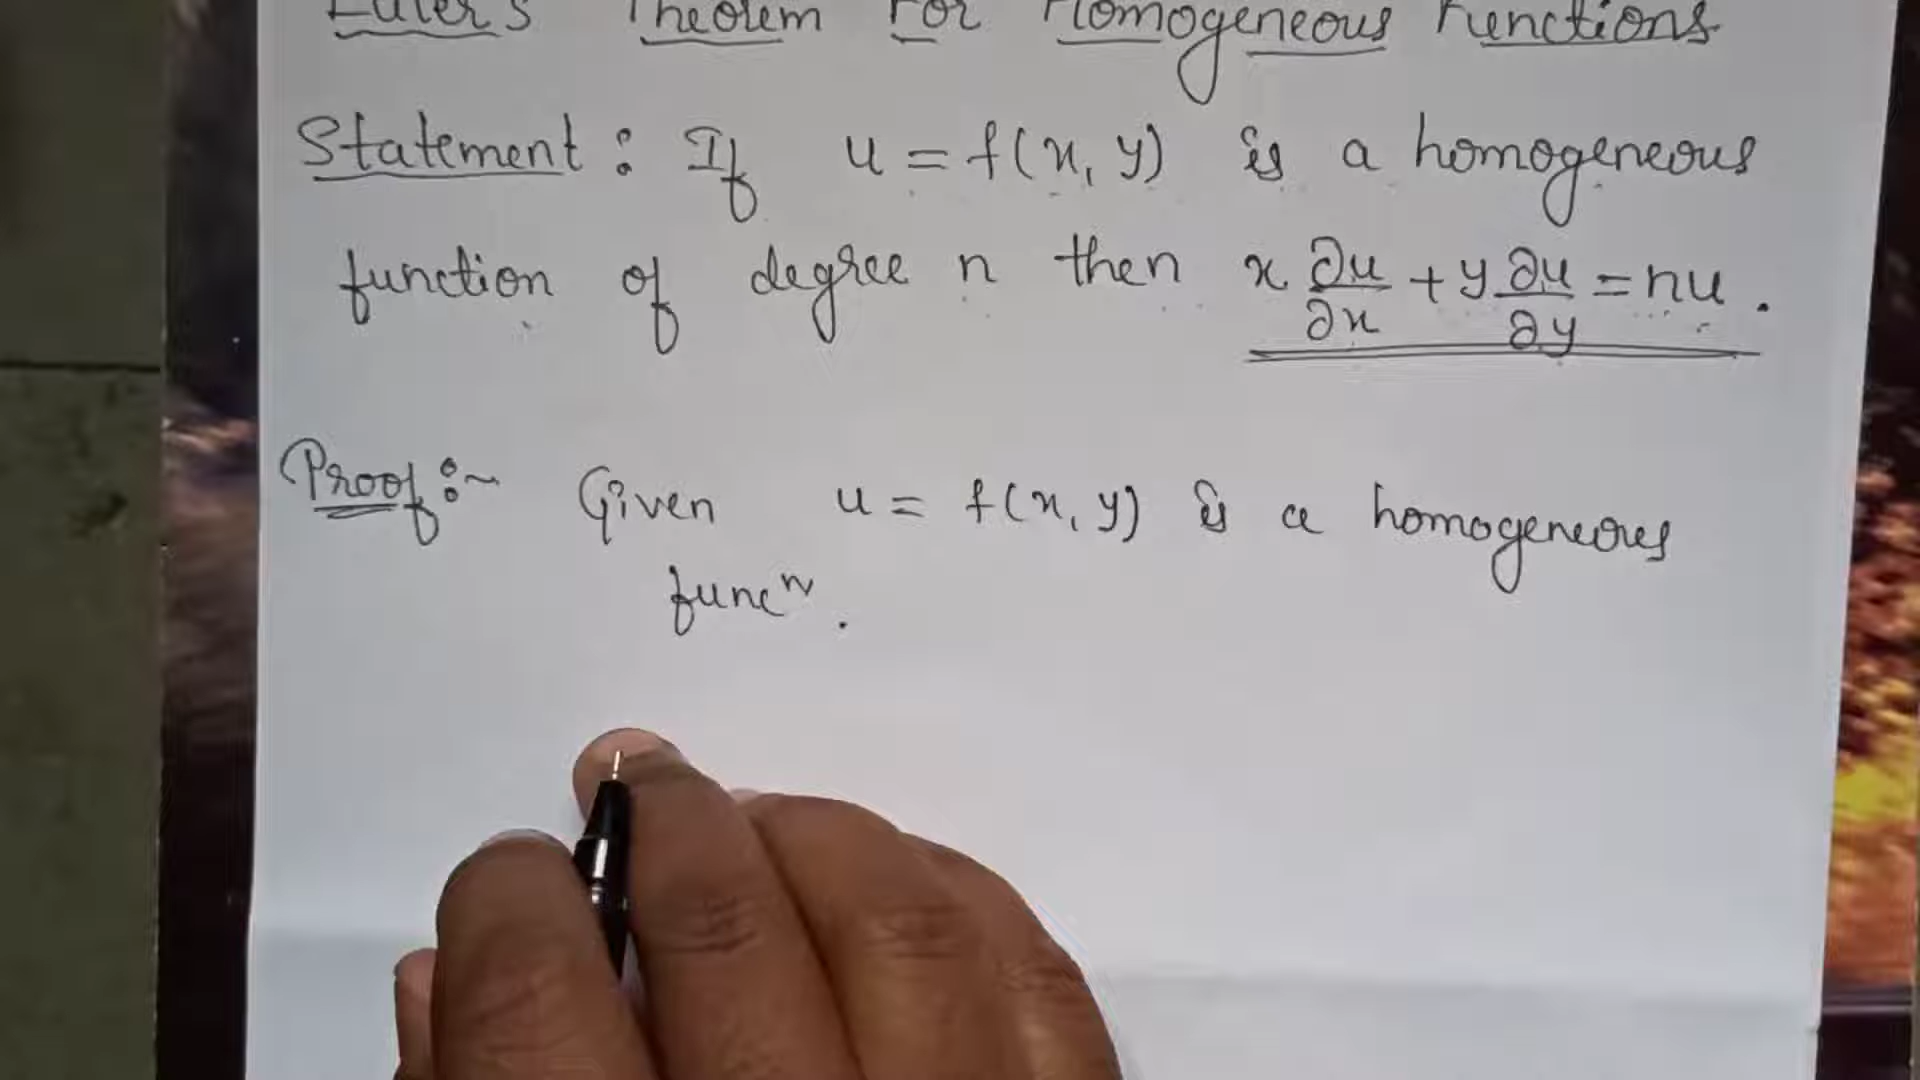 Euler's Theorem For Homogeneous Functions
Statement : If u = f(x, y) is a homogeneous
function of degree n then x ∂u/∂x + y ∂u/∂y = nu .
Proof :~ Given u = f(x, y) is a homogeneous
funcⁿ .